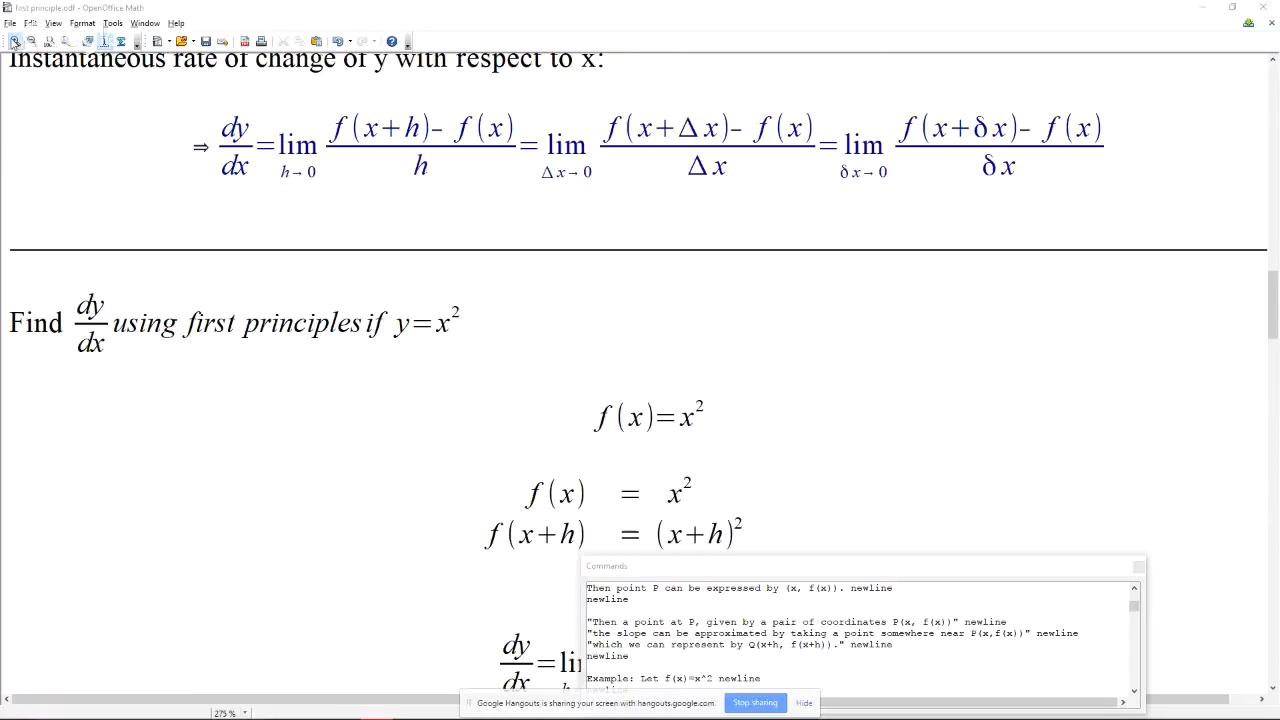 first principle.odf - OpenOffice Math
File Edit View Format Tools Window Help
Instantaneous rate of change of y with respect to x:
⇒ dy/dx = lim h→0 f(x+h)– f(x)/h = lim Δx→0 f(x+Δx)– f(x)/Δx = lim δx→0 f(x+δx)– f(x)/δx
Find dy/dx using first principles if y=x²
f(x)=x²
f(x) = x²
f(x+h) = (x+h)²
dy/dx = lim
Commands
Then point P can be expressed by (x, f(x)). newline
newline
"Then a point at P, given by a pair of coordinates P(x, f(x))" newline
"the slope can be approximated by taking a point somewhere near P(x,f(x))" newline
"which we can represent by Q(x+h, f(x+h))." newline
newline
Example: Let f(x)=x^2 newline
newline
Google Hangouts is sharing your screen with hangouts.google.com. Stop sharing Hide
275 %